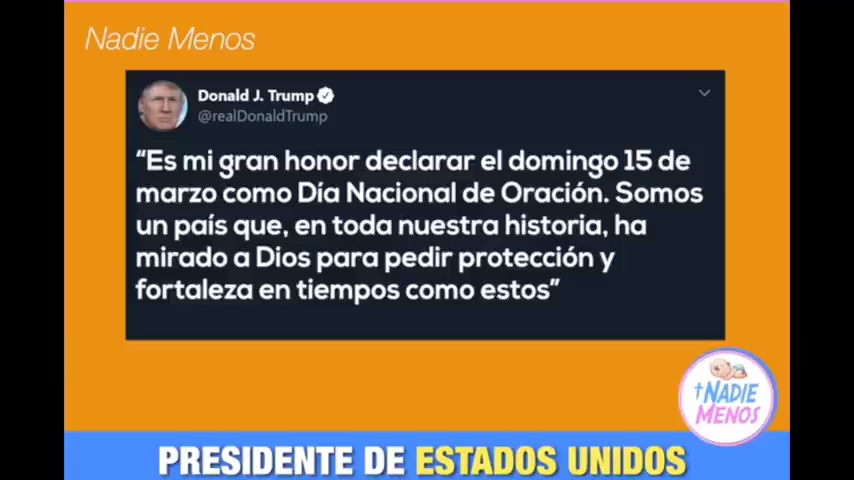 Nadie Menos
Donald J. Trump
@realDonaldTrump
“Es mi gran honor declarar el domingo 15 de
marzo como Día Nacional de Oración. Somos
un país que, en toda nuestra historia, ha
mirado a Dios para pedir protección y
fortaleza en tiempos como estos”
NADIE
MENOS
PRESIDENTE DE ESTADOS UNIDOS